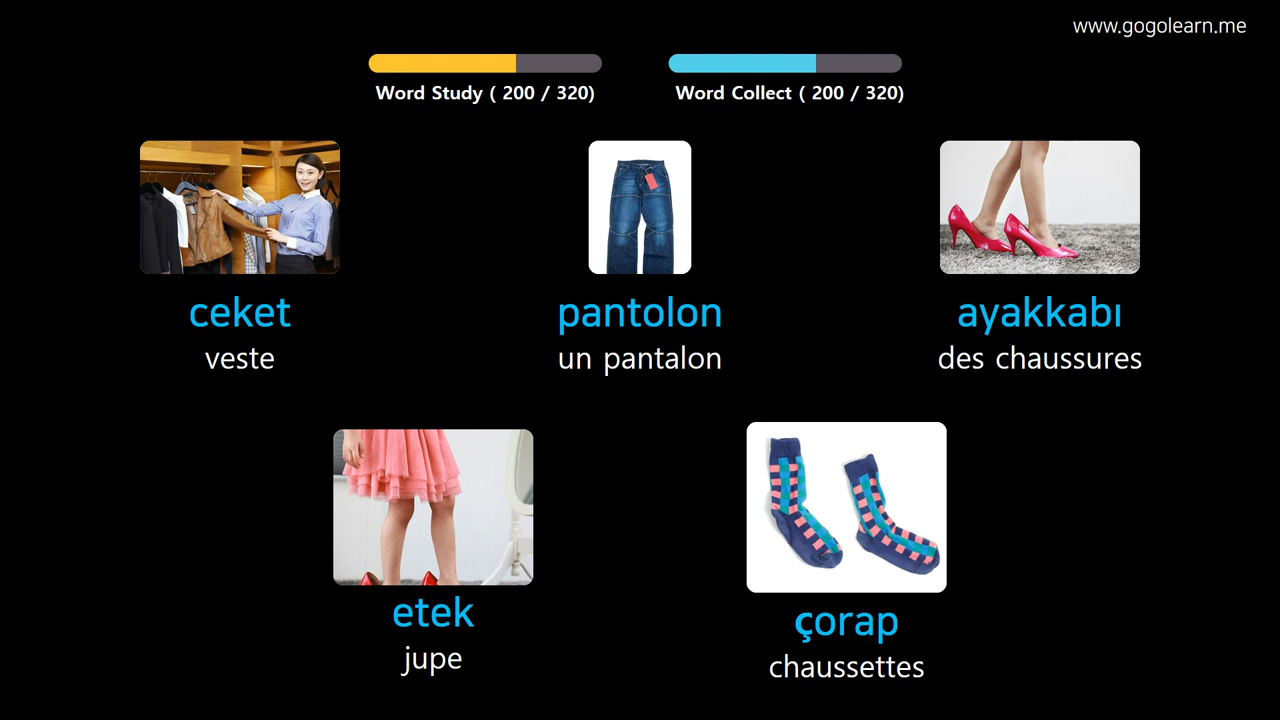 www.gogolearn.me
Word Study ( 200 / 320)
Word Collect ( 200 / 320)
ceket
veste
pantolon
un pantalon
ayakkabı
des chaussures
etek
jupe
çorap
chaussettes